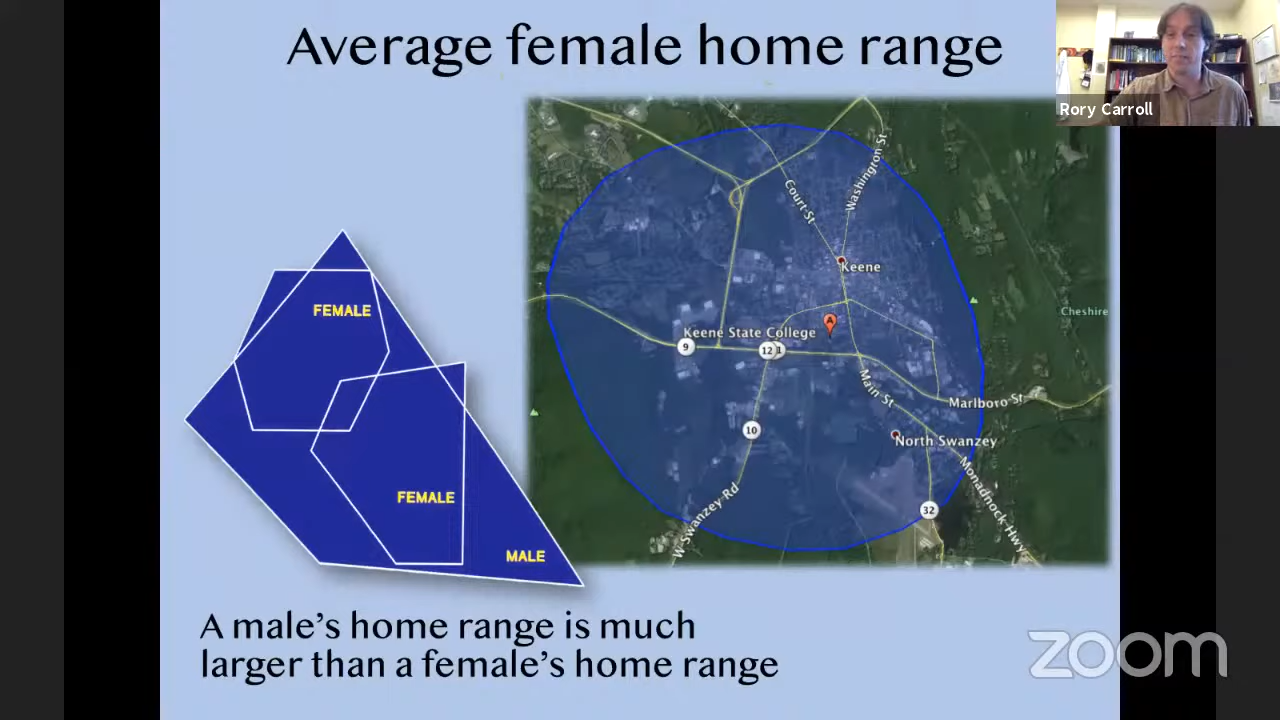 Average female home range
Rory Carroll
Court St
Washington St
Keene
FEMALE
Cheshire
Keene State College
A
9
12
1
Main St
Marlboro St
10
North Swanzey
FEMALE
W Swanzey Rd
Monadnock Hwy
32
MALE
A male's home range is much
larger than a female's home range
zoom